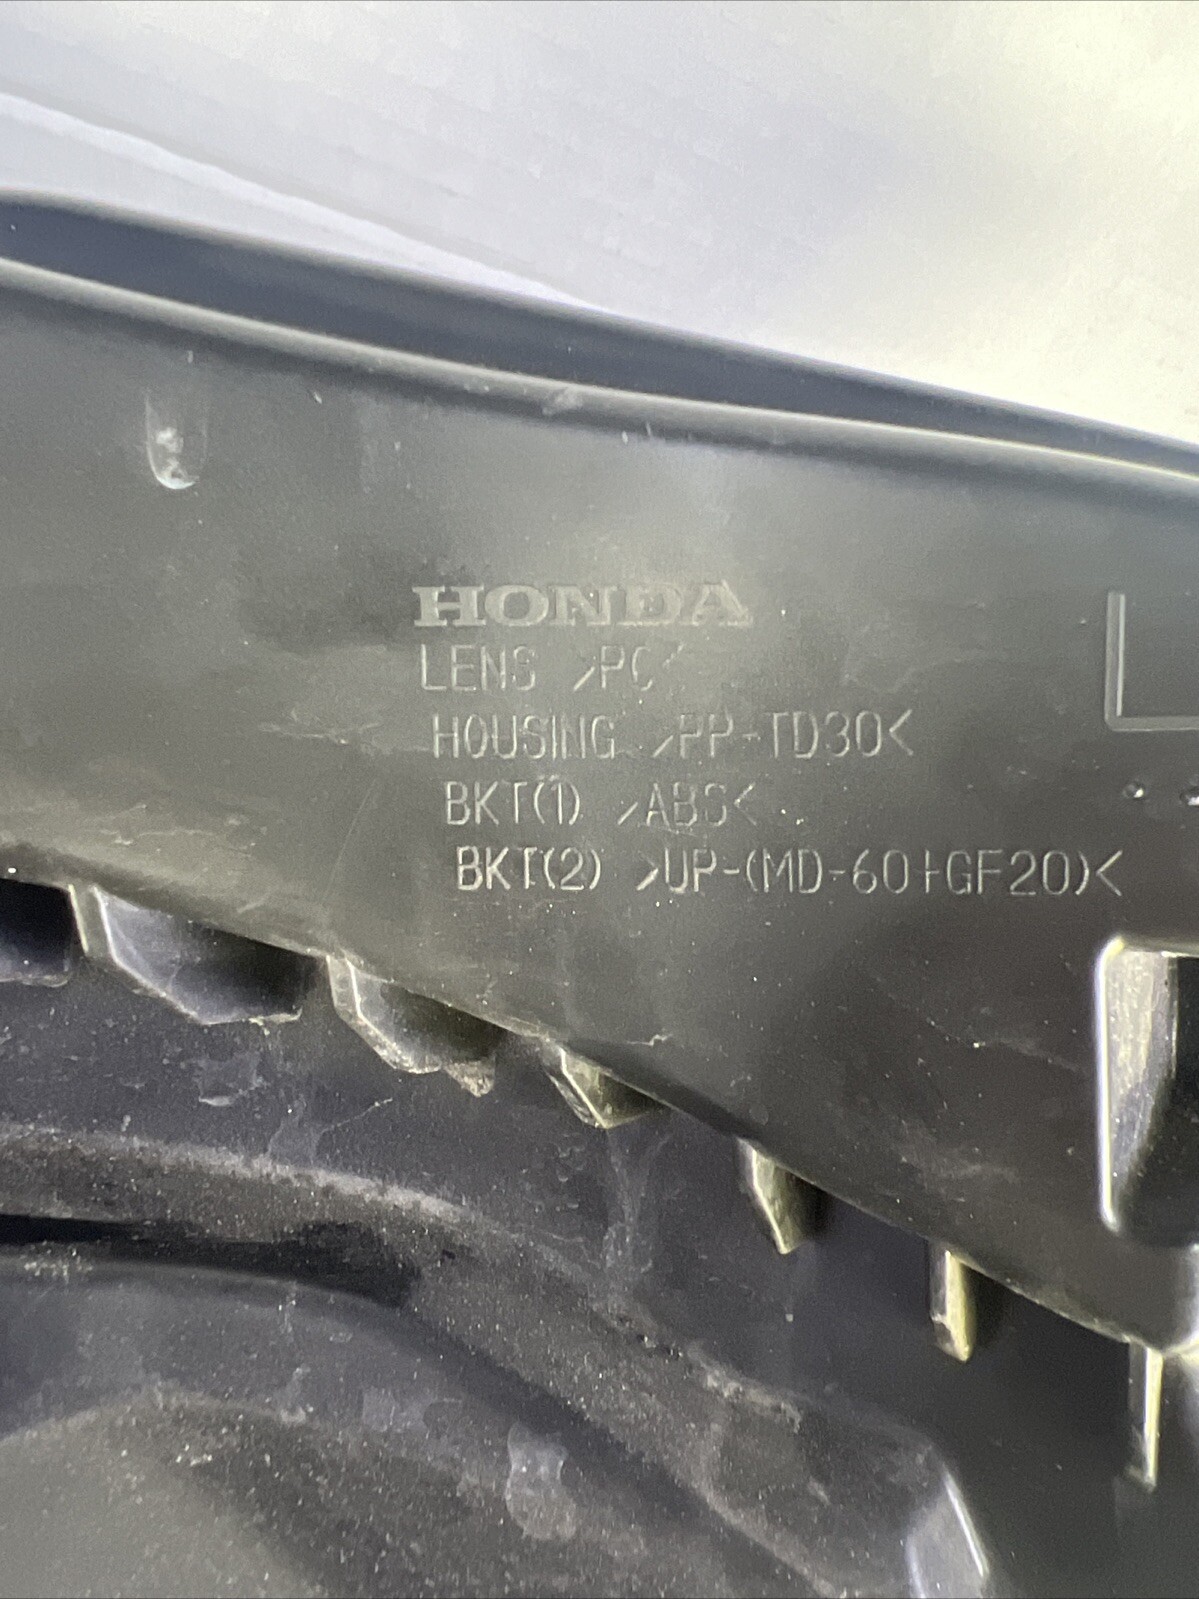 HONDA
LENS >PC<
HOUSING >PP-TD30<
BKT(1) >ABS<
BKT(2) >UP-(MD-60+GF20)<
L